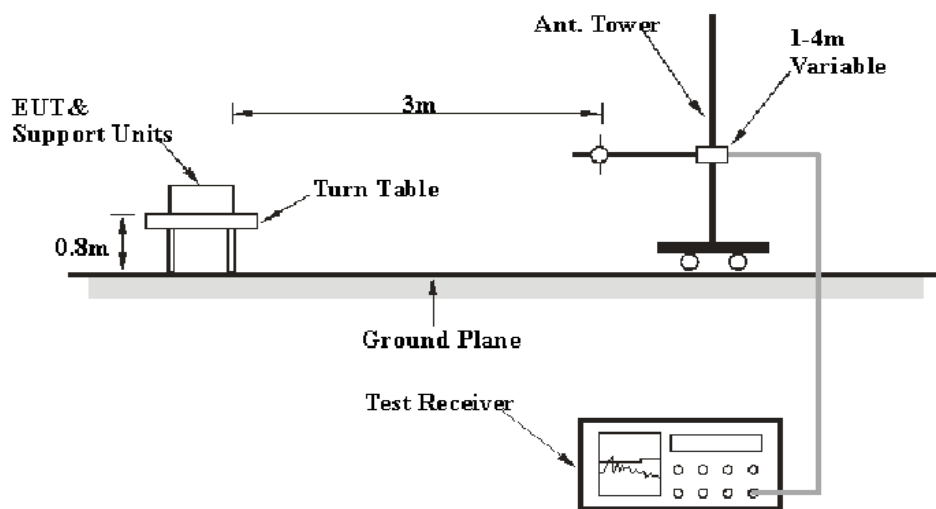 Ant. Tower
1-4m
Variable
EUT&
Support Units
3m
Turn Table
0.8m
Ground Plane
Test Receiver